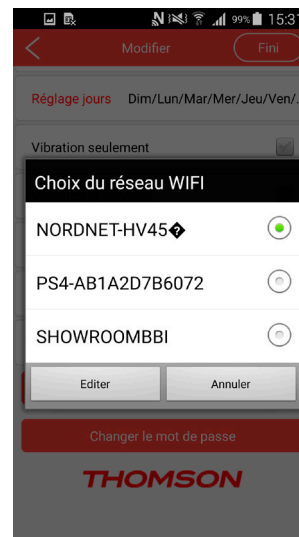 99% 15:31
Modifier Fini
Réglage jours Dim/Lun/Mar/Mer/Jeu/Ven/.
Vibration seulement
Choix du réseau WIFI
NORDNET-HV45�
PS4-AB1A2D7B6072
SHOWROOMBBI
Editer Annuler
Changer le mot de passe
THOMSON